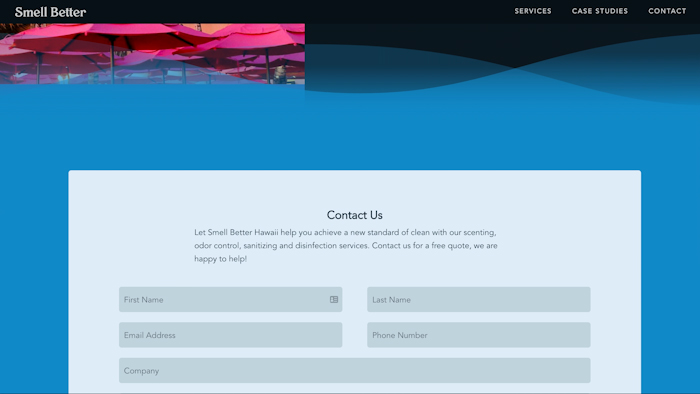 Smell Better
SERVICES CASE STUDIES CONTACT
Contact Us
Let Smell Better Hawaii help you achieve a new standard of clean with our scenting,
odor control, sanitizing and disinfection services. Contact us for a free quote, we are
happy to help!
First Name
Last Name
Email Address
Phone Number
Company